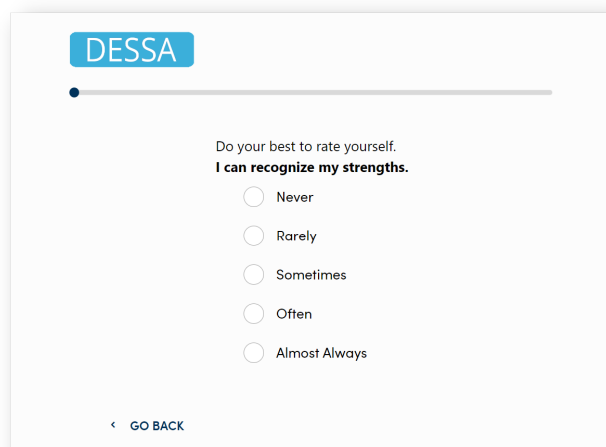 DESSA
Do your best to rate yourself.
I can recognize my strengths.
Never
Rarely
Sometimes
Often
Almost Always
< GO BACK